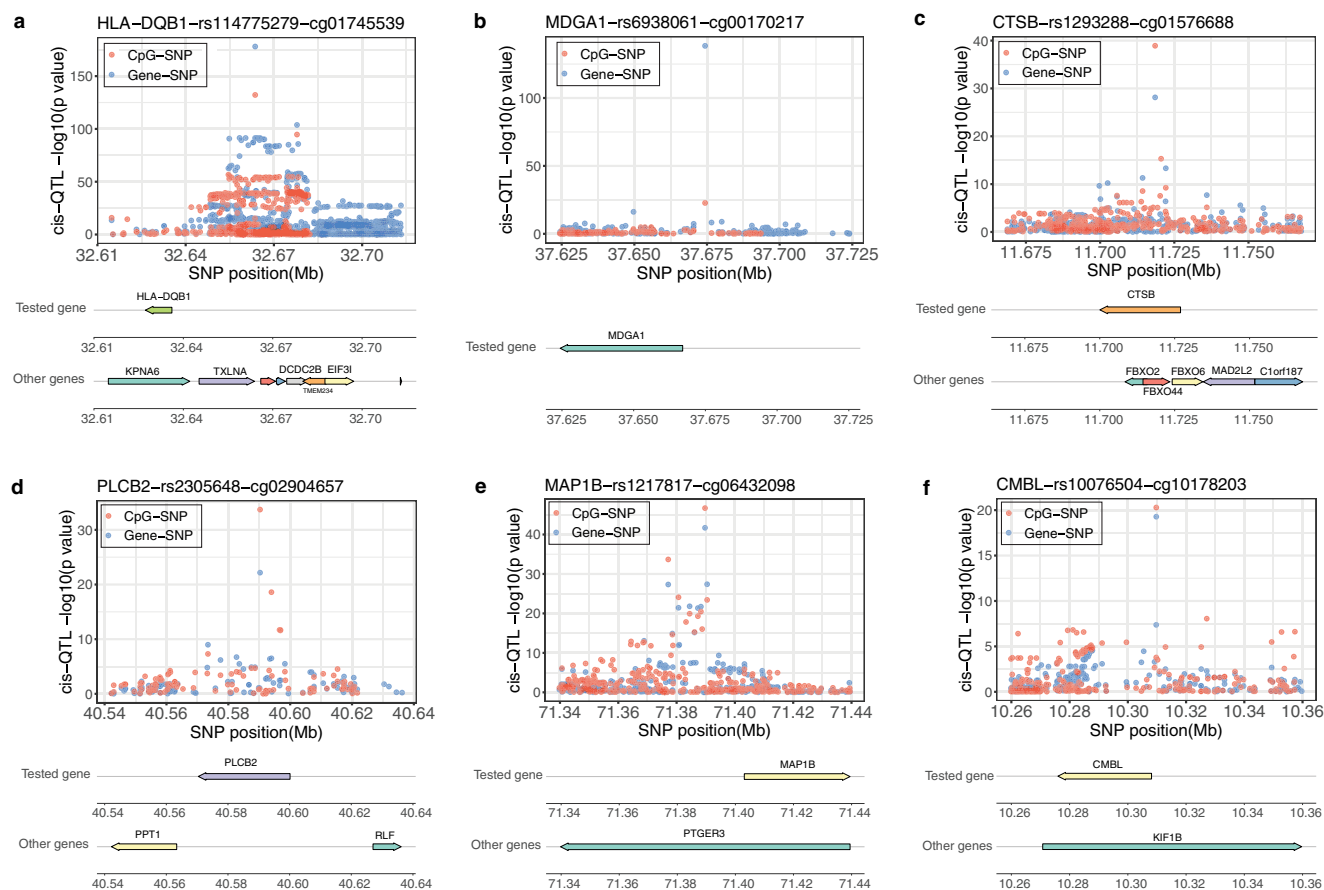 a
HLA−DQB1−rs114775279−cg01745539
CpG−SNP
Gene−SNP
cis−QTL −log10(p value)
150
100
50
0
32.61 32.64 32.67 32.70
SNP position(Mb)
Tested gene
HLA−DQB1
32.61 32.64 32.67 32.70
Other genes
KPNA6 TXLNA DCDC2B EIF3I
TMEM234
32.61 32.64 32.67 32.70
b
MDGA1−rs6938061−cg00170217
CpG−SNP
Gene−SNP
cis−QTL −log10(p value)
100
50
0
37.625 37.650 37.675 37.700 37.725
SNP position(Mb)
Tested gene
MDGA1
37.625 37.650 37.675 37.700 37.729
c
CTSB−rs1293288−cg01576688
CpG−SNP
Gene−SNP
cis−QTL −log10(p value)
40
30
20
10
0
11.675 11.700 11.725 11.750
SNP position(Mb)
Tested gene
CTSB
11.675 11.700 11.725 11.750
Other genes
FBXO2 FBXO6 MAD2L2 C1orf187
FBXO44
11.675 11.700 11.725 11.750
d
PLCB2−rs2305648−cg02904657
CpG−SNP
Gene−SNP
cis−QTL −log10(p value)
30
20
10
0
40.54 40.56 40.58 40.60 40.62 40.64
SNP position(Mb)
Tested gene
PLCB2
40.54 40.56 40.58 40.60 40.62 40.64
Other genes
PPT1 RLF
40.54 40.56 40.58 40.60 40.62 40.64
e
MAP1B−rs1217817−cg06432098
CpG−SNP
Gene−SNP
cis−QTL −log10(p value)
40
30
20
10
0
71.34 71.36 71.38 71.40 71.42 71.44
SNP position(Mb)
Tested gene
MAP1B
71.34 71.36 71.38 71.40 71.42 71.44
Other genes
PTGER3
71.34 71.36 71.38 71.40 71.42 71.44
f
CMBL−rs10076504−cg10178203
CpG−SNP
Gene−SNP
cis−QTL −log10(p value)
20
15
10
5
0
10.26 10.28 10.30 10.32 10.34 10.36
SNP position(Mb)
Tested gene
CMBL
10.26 10.28 10.30 10.32 10.34 10.36
Other genes
KIF1B
10.26 10.28 10.30 10.32 10.34 10.36